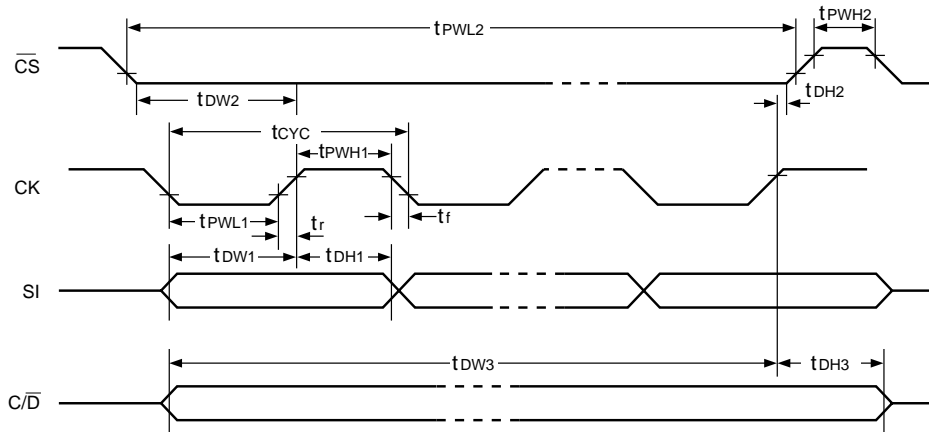 tPWL2
tPWH2
CS
tDW2
tDH2
tCYC
tPWH1
CK
tPWL1
tr
tf
tDW1
tDH1
SI
tDW3
tDH3
C/D